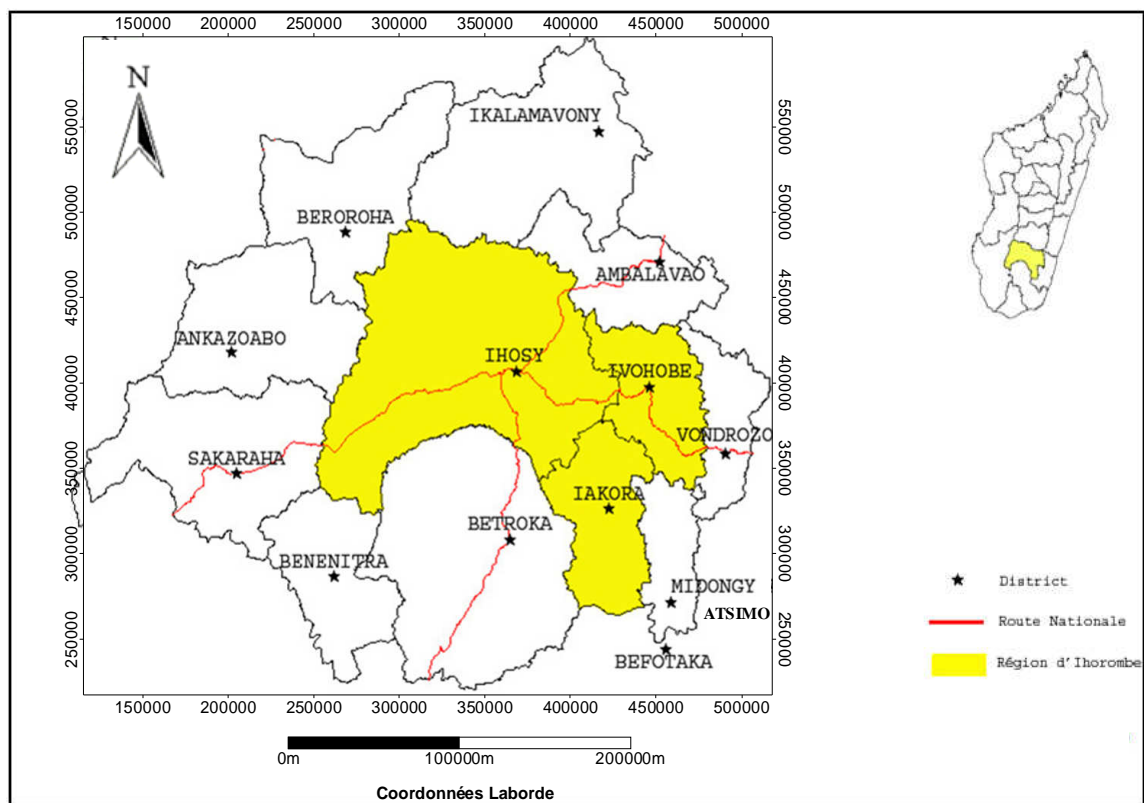 150000 200000 250000 300000 350000 400000 450000 500000
N
550000
500000
450000
400000
350000
300000
250000
IKALAMAVONY
BEROROHA
AMBALAVAO
ANKAZOABO
IHOSY
IVOHOBE
VONDROZO
SAKARAHA
IAKORA
BETROKA
BENENITRA
MIDONGY
ATSIMO
BEFOTAKA
550000
500000
450000
400000
350000
300000
250000
150000 200000 250000 300000 350000 400000 450000 500000
District
Route Nationale
Région d'Ihorombe
0m 100000m 200000m
Coordonnées Laborde